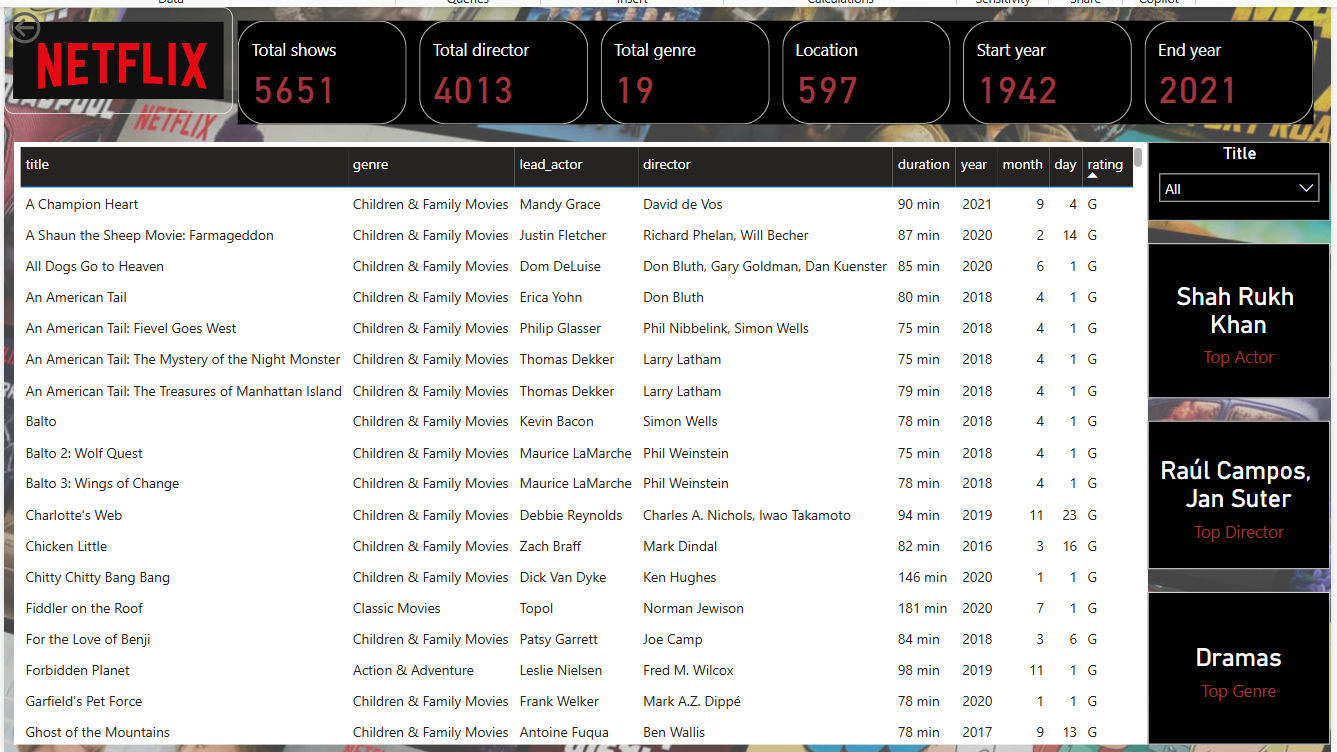 Data Queries Insert Calculations Sensitivity Share Copilot
NETFLIX
Total shows
5651
Total director
4013
Total genre
19
Location
597
Start year
1942
End year
2021
DEADPOOL
NETFLIX
title genre lead_actor director duration year month day rating
A Champion Heart Children & Family Movies Mandy Grace David de Vos 90 min 2021 9 4 G
A Shaun the Sheep Movie: Farmageddon Children & Family Movies Justin Fletcher Richard Phelan, Will Becher 87 min 2020 2 14 G
All Dogs Go to Heaven Children & Family Movies Dom DeLuise Don Bluth, Gary Goldman, Dan Kuenster 85 min 2020 6 1 G
An American Tail Children & Family Movies Erica Yohn Don Bluth 80 min 2018 4 1 G
An American Tail: Fievel Goes West Children & Family Movies Philip Glasser Phil Nibbelink, Simon Wells 75 min 2018 4 1 G
An American Tail: The Mystery of the Night Monster Children & Family Movies Thomas Dekker Larry Latham 75 min 2018 4 1 G
An American Tail: The Treasures of Manhattan Island Children & Family Movies Thomas Dekker Larry Latham 79 min 2018 4 1 G
Balto Children & Family Movies Kevin Bacon Simon Wells 78 min 2018 4 1 G
Balto 2: Wolf Quest Children & Family Movies Maurice LaMarche Phil Weinstein 75 min 2018 4 1 G
Balto 3: Wings of Change Children & Family Movies Maurice LaMarche Phil Weinstein 78 min 2018 4 1 G
Charlotte's Web Children & Family Movies Debbie Reynolds Charles A. Nichols, Iwao Takamoto 94 min 2019 11 23 G
Chicken Little Children & Family Movies Zach Braff Mark Dindal 82 min 2016 3 16 G
Chitty Chitty Bang Bang Children & Family Movies Dick Van Dyke Ken Hughes 146 min 2020 1 1 G
Fiddler on the Roof Classic Movies Topol Norman Jewison 181 min 2020 7 1 G
For the Love of Benji Children & Family Movies Patsy Garrett Joe Camp 84 min 2018 3 6 G
Forbidden Planet Action & Adventure Leslie Nielsen Fred M. Wilcox 98 min 2019 11 1 G
Garfield's Pet Force Children & Family Movies Frank Welker Mark A.Z. Dippé 78 min 2020 1 1 G
Ghost of the Mountains Children & Family Movies Antoine Fuqua Ben Wallis 78 min 2017 9 13 G
Title
All
Shah Rukh
Khan
Top Actor
Raúl Campos,
Jan Suter
Top Director
Dramas
Top Genre